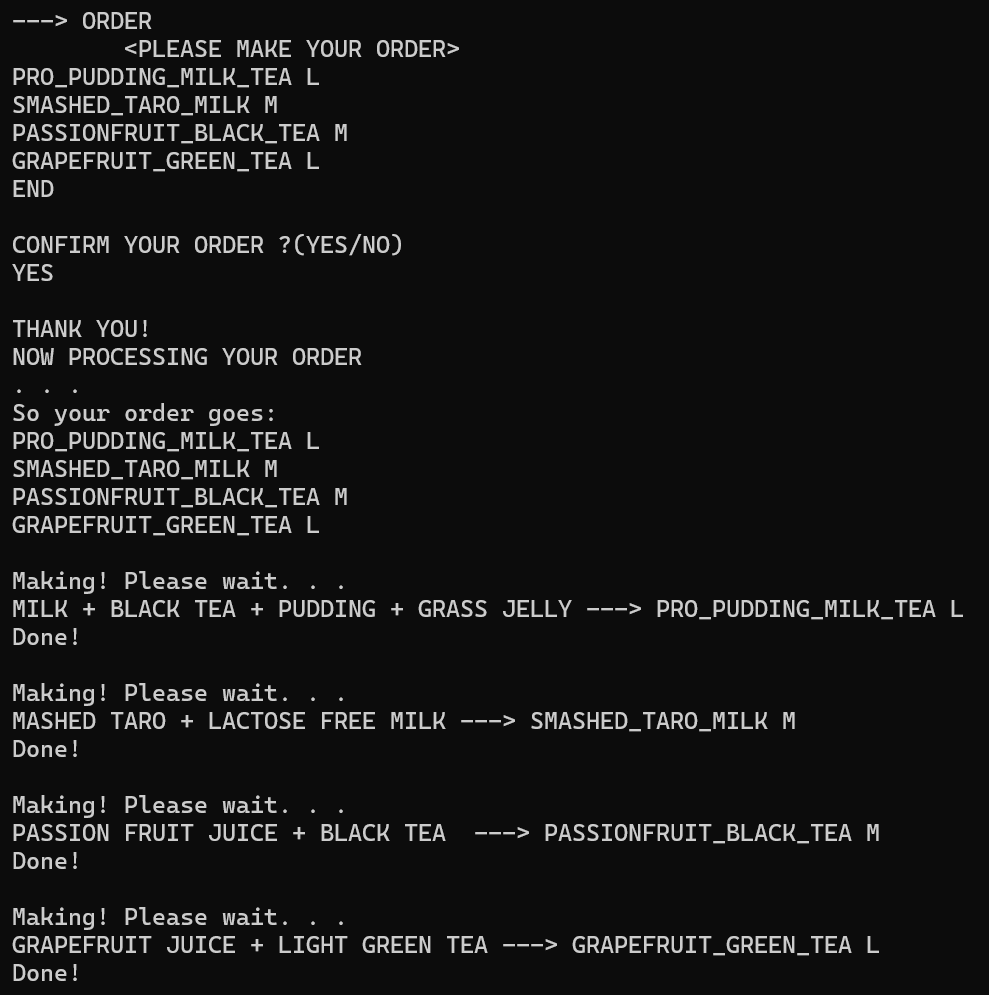 ---> ORDER
<PLEASE MAKE YOUR ORDER>
PRO_PUDDING_MILK_TEA L
SMASHED_TARO_MILK M
PASSIONFRUIT_BLACK_TEA M
GRAPEFRUIT_GREEN_TEA L
END
CONFIRM YOUR ORDER ?(YES/NO)
YES
THANK YOU!
NOW PROCESSING YOUR ORDER
. . .
So your order goes:
PRO_PUDDING_MILK_TEA L
SMASHED_TARO_MILK M
PASSIONFRUIT_BLACK_TEA M
GRAPEFRUIT_GREEN_TEA L
Making! Please wait. . .
MILK + BLACK TEA + PUDDING + GRASS JELLY ---> PRO_PUDDING_MILK_TEA L
Done!
Making! Please wait. . .
MASHED TARO + LACTOSE FREE MILK ---> SMASHED_TARO_MILK M
Done!
Making! Please wait. . .
PASSION FRUIT JUICE + BLACK TEA  ---> PASSIONFRUIT_BLACK_TEA M
Done!
Making! Please wait. . .
GRAPEFRUIT JUICE + LIGHT GREEN TEA ---> GRAPEFRUIT_GREEN_TEA L
Done!